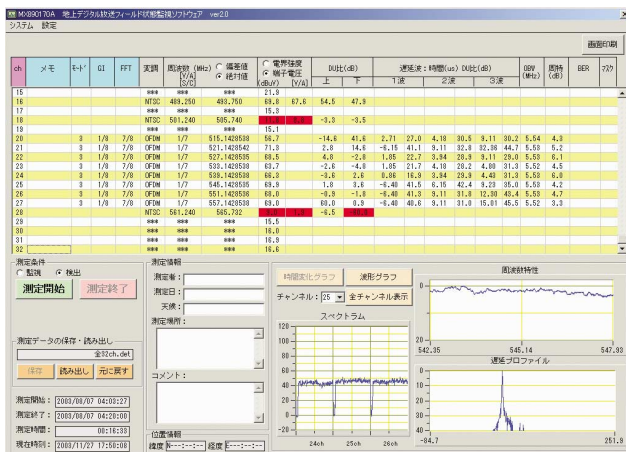 MX890170A 地上デジタル放送フィールド状態監視ソフトウェア ver2.0
システム 設定
画面印刷
ch メモ モード GI FFT 変調 周波数 (MHz) 偏差値 絶対値 [V/A] [S/C] 電界強度 端子電圧 (dBuV) [V/A] DU比(dB) 上 下 遅延波:時間(us) DU比(dB) 1波 2波 3波 OBW (MHz) 周特 (dB) BER マスク
15 *** *** *** 21.9
16 NTSC 489.250 493.750 69.8 67.6 54.5 47.9
17 *** *** *** 15.3
18 NTSC 501.240 505.740 -3.3 -3.5
19 *** *** *** 15.1
20 3 1/8 7/8 OFDM 1/7 515.1428538 56.7 -14.6 41.6 2.71 27.0 4.18 30.5 9.11 30.2 5.54 4.3
21 3 1/8 7/8 OFDM 1/7 521.1428542 71.3 2.8 14.6 -6.15 41.1 9.11 32.8 32.36 44.7 5.53 5.2
22 3 1/8 7/8 OFDM 1/7 527.1428535 68.5 4.8 -2.8 1.85 22.7 3.94 28.9 9.11 29.0 5.53 6.1
23 3 1/8 7/8 OFDM 1/7 533.1428539 63.7 -2.6 -4.8 1.85 21.7 4.18 28.2 4.80 31.3 5.52 4.5
24 3 1/8 7/8 OFDM 1/7 539.1428538 66.3 -3.6 2.6 0.86 16.3 3.94 29.9 4.43 31.3 5.53 6.0
25 3 1/8 7/8 OFDM 1/7 545.1428535 69.9 1.8 3.6 -6.40 41.5 6.15 42.4 9.23 35.0 5.53 4.2
26 3 1/8 7/8 OFDM 1/7 551.1428536 68.0 -0.9 -1.8 -6.40 41.3 9.11 31.8 12.30 43.4 5.53 4.7
27 3 1/8 7/8 OFDM 1/7 557.1428538 69.0 60.0 0.9 -6.40 40.6 9.11 31.0 15.01 45.5 5.52 3.3
28 NTSC 561.240 565.732 -6.5
29 *** *** *** 15.5
30 *** *** *** 16.0
31 *** *** *** 16.9
32 *** *** *** 16.6
測定条件
監視 検出
測定開始 測定終了
測定データの保存・読み出し
全32ch.det
保存 読み出し 元に戻す
測定開始: 2003/08/07 04:03:27
測定終了: 2003/08/07 04:20:00
測定時間: 00:16:33
現在時刻: 2003/11/27 17:50:08
測定情報
測定者:
測定日:
天候:
測定場所:
コメント:
位置情報
緯度 N---:--:-- 経度 E---:--:--
時間変化グラフ 波形グラフ
チャンネル: 25 全チャンネル表示
スペクトラム
120
100
80
60
40
20
0
-20
24ch 25ch 26ch
周波数特性
0
20
542.35 545.14 547.93
遅延プロファイル
0
10
20
30
40
-84.7 251.9